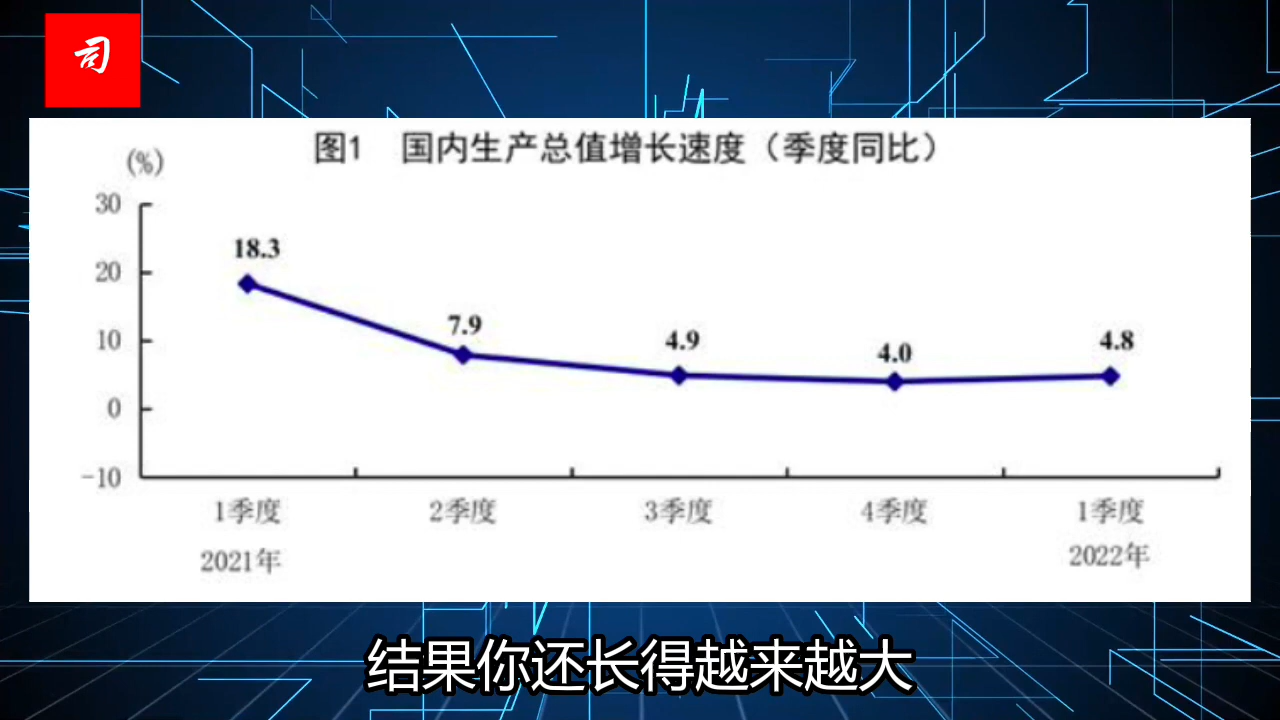 司
图1 国内生产总值增长速度（季度同比）
(%)
30
20
10
0
-10
18.3
7.9
4.9
4.0
4.8
1季度 2季度 3季度 4季度 1季度
2021年 2022年
结果你还长得越来越大